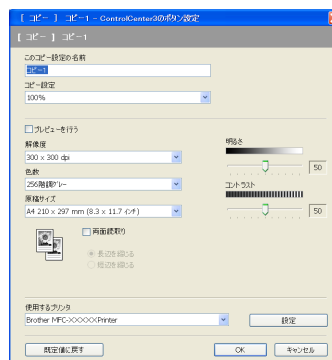 [ コピー ] コピー1 - ControlCenter3のボタン設定
[ コピー ] コピー1
このコピー設定の名前
コピー1
コピー設定
100%
プレビューを行う
解像度
300 x 300 dpi
色数
256階調グレー
原稿サイズ
A4 210 x 297 mm (8.3 x 11.7 インチ)
明るさ
50
コントラスト
50
両面読取り
長辺を綴じる
短辺を綴じる
使用するプリンタ
Brother MFC-XXXXXPrinter
設定
既定値に戻す
OK
キャンセル